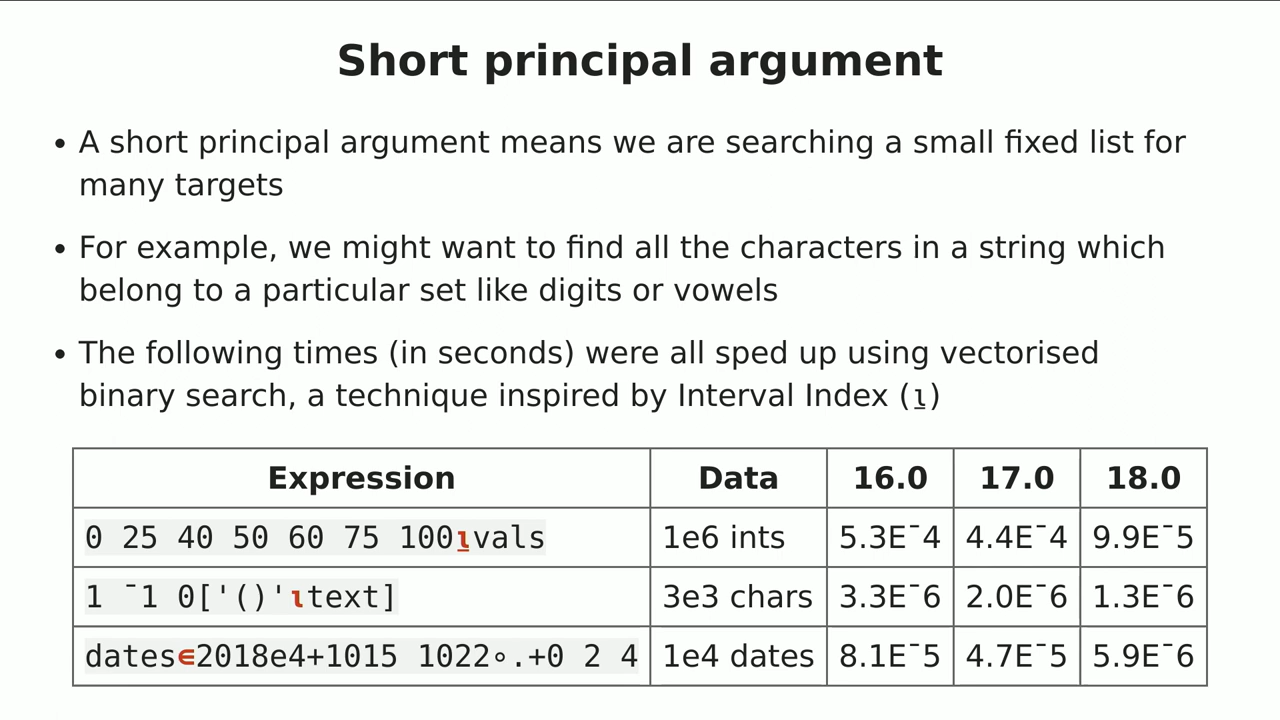 Short principal argument
• A short principal argument means we are searching a small fixed list for
many targets
• For example, we might want to find all the characters in a string which
belong to a particular set like digits or vowels
• The following times (in seconds) were all sped up using vectorised
binary search, a technique inspired by Interval Index (⍸)
Expression Data 16.0 17.0 18.0
0 25 40 50 60 75 100⍸vals 1e6 ints 5.3E¯4 4.4E¯4 9.9E¯5
1 ¯1 0['()'⍳text] 3e3 chars 3.3E¯6 2.0E¯6 1.3E¯6
dates∊2018e4+1015 1022∘.+0 2 4 1e4 dates 8.1E¯5 4.7E¯5 5.9E¯6